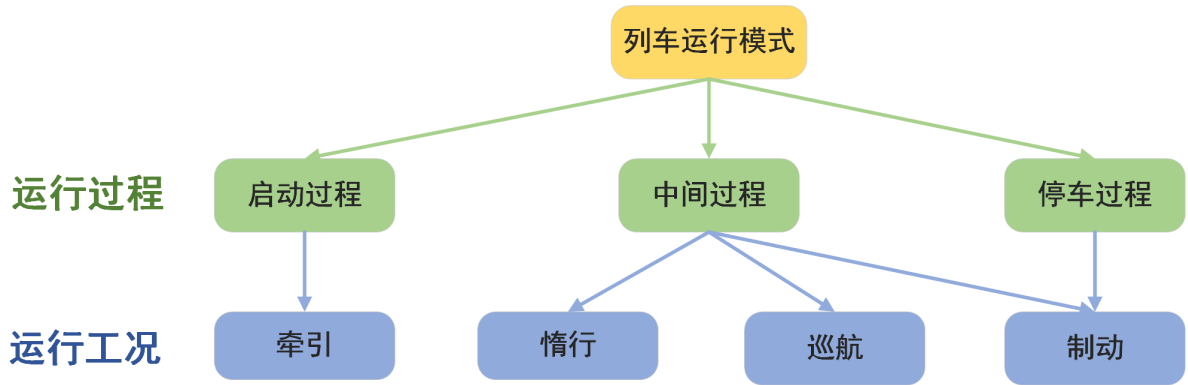 列车运行模式
运行过程
启动过程
中间过程
停车过程
运行工况
牵引
惰行
巡航
制动